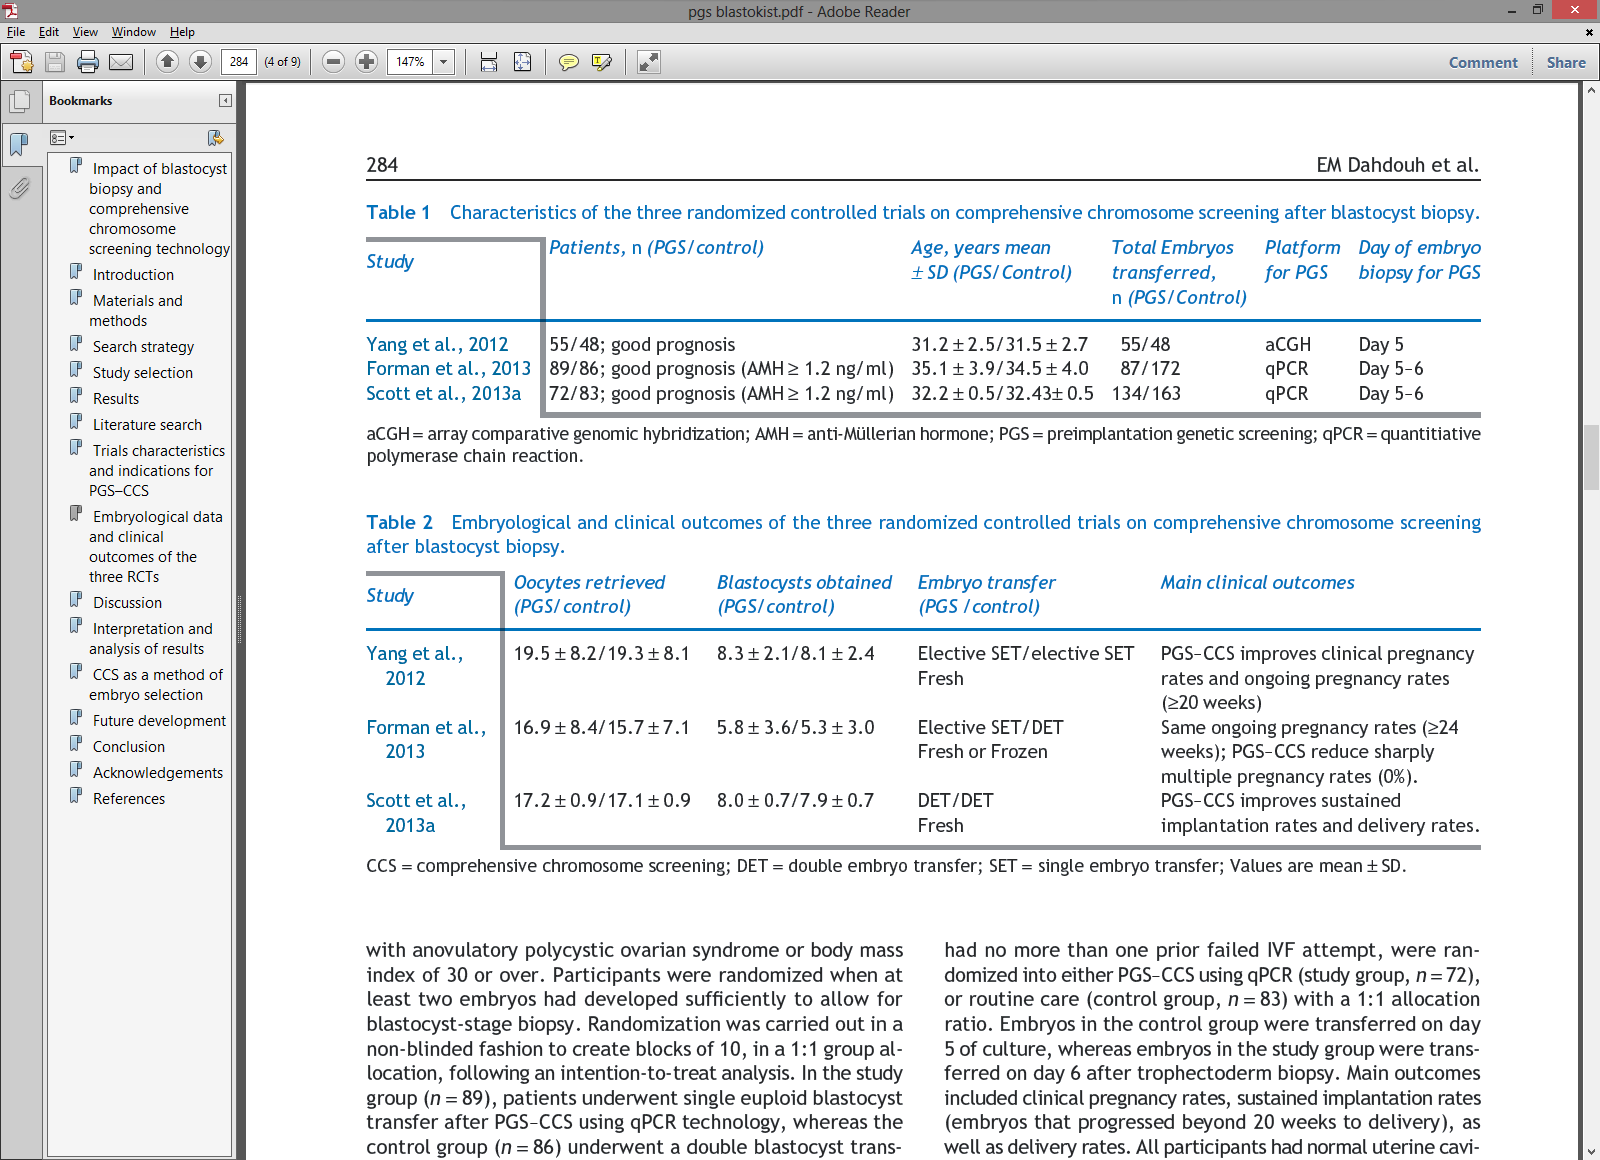 pgs blastokist.pdf - Adobe Reader
File Edit View Window Help
284 (4 of 9) 147% Comment Share
Bookmarks
Impact of blastocyst
biopsy and
comprehensive
chromosome
screening technology
Introduction
Materials and
methods
Search strategy
Study selection
Results
Literature search
Trials characteristics
and indications for
PGS–CCS
Embryological data
and clinical
outcomes of the
three RCTs
Discussion
Interpretation and
analysis of results
CCS as a method of
embryo selection
Future development
Conclusion
Acknowledgements
References
284 EM Dahdouh et al.
Table 1 Characteristics of the three randomized controlled trials on comprehensive chromosome screening after blastocyst biopsy.
Study Patients, n (PGS/control) Age, years mean Total Embryos Platform Day of embryo
± SD (PGS/Control) transferred, for PGS biopsy for PGS
n (PGS/Control)
Yang et al., 2012 55/48; good prognosis 31.2 ± 2.5/31.5 ± 2.7 55/48 aCGH Day 5
Forman et al., 2013 89/86; good prognosis (AMH ≥ 1.2 ng/ml) 35.1 ± 3.9/34.5 ± 4.0 87/172 qPCR Day 5–6
Scott et al., 2013a 72/83; good prognosis (AMH ≥ 1.2 ng/ml) 32.2 ± 0.5/32.43± 0.5 134/163 qPCR Day 5–6
aCGH = array comparative genomic hybridization; AMH = anti-Müllerian hormone; PGS = preimplantation genetic screening; qPCR = quantitiative
polymerase chain reaction.
Table 2 Embryological and clinical outcomes of the three randomized controlled trials on comprehensive chromosome screening
after blastocyst biopsy.
Study Oocytes retrieved Blastocysts obtained Embryo transfer Main clinical outcomes
(PGS/control) (PGS/control) (PGS /control)
Yang et al., 19.5 ± 8.2/19.3 ± 8.1 8.3 ± 2.1/8.1 ± 2.4 Elective SET/elective SET PGS–CCS improves clinical pregnancy
2012 Fresh rates and ongoing pregnancy rates
(≥20 weeks)
Forman et al., 16.9 ± 8.4/15.7 ± 7.1 5.8 ± 3.6/5.3 ± 3.0 Elective SET/DET Same ongoing pregnancy rates (≥24
2013 Fresh or Frozen weeks); PGS–CCS reduce sharply
multiple pregnancy rates (0%).
Scott et al., 17.2 ± 0.9/17.1 ± 0.9 8.0 ± 0.7/7.9 ± 0.7 DET/DET PGS–CCS improves sustained
2013a Fresh implantation rates and delivery rates.
CCS = comprehensive chromosome screening; DET = double embryo transfer; SET = single embryo transfer; Values are mean ± SD.
with anovulatory polycystic ovarian syndrome or body mass
index of 30 or over. Participants were randomized when at
least two embryos had developed sufficiently to allow for
blastocyst-stage biopsy. Randomization was carried out in a
non-blinded fashion to create blocks of 10, in a 1:1 group al-
location, following an intention-to-treat analysis. In the study
group (n = 89), patients underwent single euploid blastocyst
transfer after PGS–CCS using qPCR technology, whereas the
control group (n = 86) underwent a double blastocyst trans-
had no more than one prior failed IVF attempt, were ran-
domized into either PGS–CCS using qPCR (study group, n = 72),
or routine care (control group, n = 83) with a 1:1 allocation
ratio. Embryos in the control group were transferred on day
5 of culture, whereas embryos in the study group were trans-
ferred on day 6 after trophectoderm biopsy. Main outcomes
included clinical pregnancy rates, sustained implantation rates
(embryos that progressed beyond 20 weeks to delivery), as
well as delivery rates. All participants had normal uterine cavi-